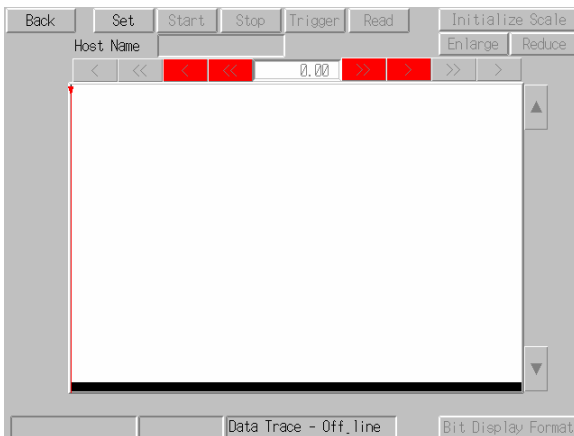 Back Set Start Stop Trigger Read Initialize Scale
Host Name Enlarge Reduce
< << < << 0.00 >> > >> >
▲
▼
Data Trace - Off_line Bit Display Format